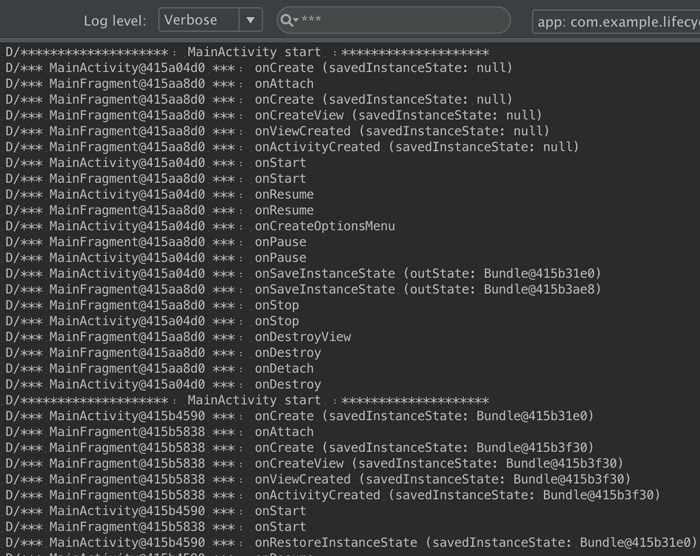 Log level: Verbose ***
app: com.example.lifecy
D/********************﹕ MainActivity start ﹕********************
D/*** MainActivity@415a04d0 ***﹕ onCreate (savedInstanceState: null)
D/*** MainFragment@415aa8d0 ***﹕ onAttach
D/*** MainFragment@415aa8d0 ***﹕ onCreate (savedInstanceState: null)
D/*** MainFragment@415aa8d0 ***﹕ onCreateView (savedInstanceState: null)
D/*** MainFragment@415aa8d0 ***﹕ onViewCreated (savedInstanceState: null)
D/*** MainFragment@415aa8d0 ***﹕ onActivityCreated (savedInstanceState: null)
D/*** MainActivity@415a04d0 ***﹕ onStart
D/*** MainFragment@415aa8d0 ***﹕ onStart
D/*** MainActivity@415a04d0 ***﹕ onResume
D/*** MainFragment@415aa8d0 ***﹕ onResume
D/*** MainActivity@415a04d0 ***﹕ onCreateOptionsMenu
D/*** MainFragment@415aa8d0 ***﹕ onPause
D/*** MainActivity@415a04d0 ***﹕ onPause
D/*** MainActivity@415a04d0 ***﹕ onSaveInstanceState (outState: Bundle@415b31e0)
D/*** MainFragment@415aa8d0 ***﹕ onSaveInstanceState (outState: Bundle@415b3ae8)
D/*** MainFragment@415aa8d0 ***﹕ onStop
D/*** MainActivity@415a04d0 ***﹕ onStop
D/*** MainFragment@415aa8d0 ***﹕ onDestroyView
D/*** MainFragment@415aa8d0 ***﹕ onDestroy
D/*** MainFragment@415aa8d0 ***﹕ onDetach
D/*** MainActivity@415a04d0 ***﹕ onDestroy
D/********************﹕ MainActivity start ﹕********************
D/*** MainActivity@415b4590 ***﹕ onCreate (savedInstanceState: Bundle@415b31e0)
D/*** MainFragment@415b5838 ***﹕ onAttach
D/*** MainFragment@415b5838 ***﹕ onCreate (savedInstanceState: Bundle@415b3f30)
D/*** MainFragment@415b5838 ***﹕ onCreateView (savedInstanceState: Bundle@415b3f30)
D/*** MainFragment@415b5838 ***﹕ onViewCreated (savedInstanceState: Bundle@415b3f30)
D/*** MainFragment@415b5838 ***﹕ onActivityCreated (savedInstanceState: Bundle@415b3f30)
D/*** MainActivity@415b4590 ***﹕ onStart
D/*** MainFragment@415b5838 ***﹕ onStart
D/*** MainActivity@415b4590 ***﹕ onRestoreInstanceState (savedInstanceState: Bundle@415b31e0)